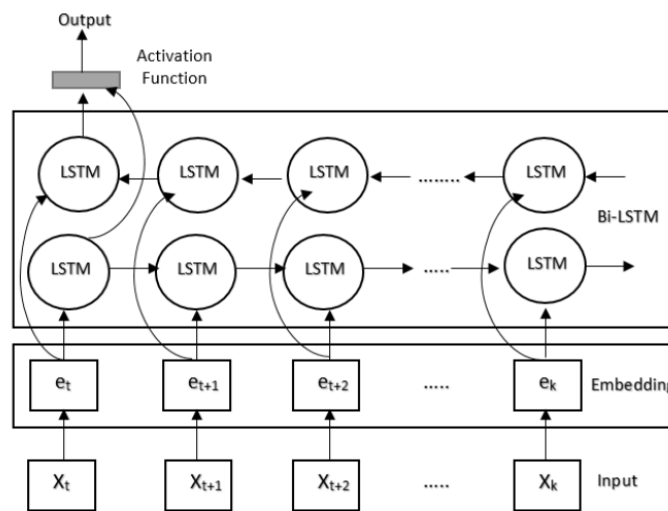 Output
Activation
Function
LSTM LSTM LSTM ........ LSTM
Bi-LSTM
LSTM LSTM LSTM ..... LSTM
eₜ eₜ₊₁ eₜ₊₂ ..... eₖ Embedding
Xₜ Xₜ₊₁ Xₜ₊₂ ..... Xₖ Input